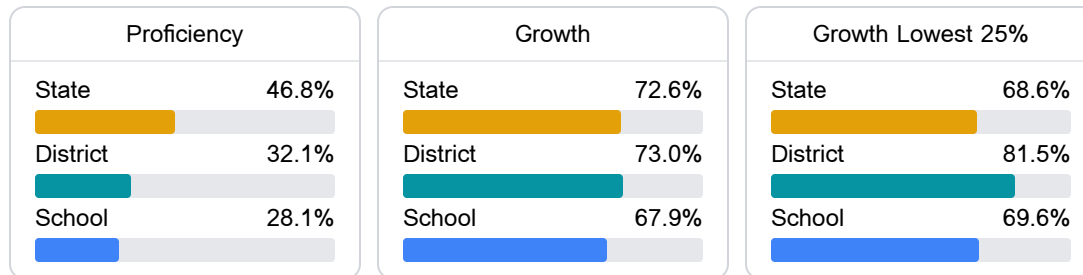 Proficiency
State 46.8%
District 32.1%
School 28.1%
Growth
State 72.6%
District 73.0%
School 67.9%
Growth Lowest 25%
State 68.6%
District 81.5%
School 69.6%